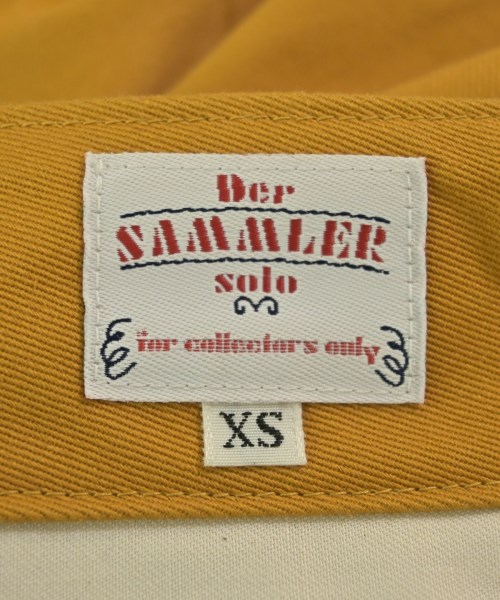 Der
SAMMLER
solo
for collectors only
XS